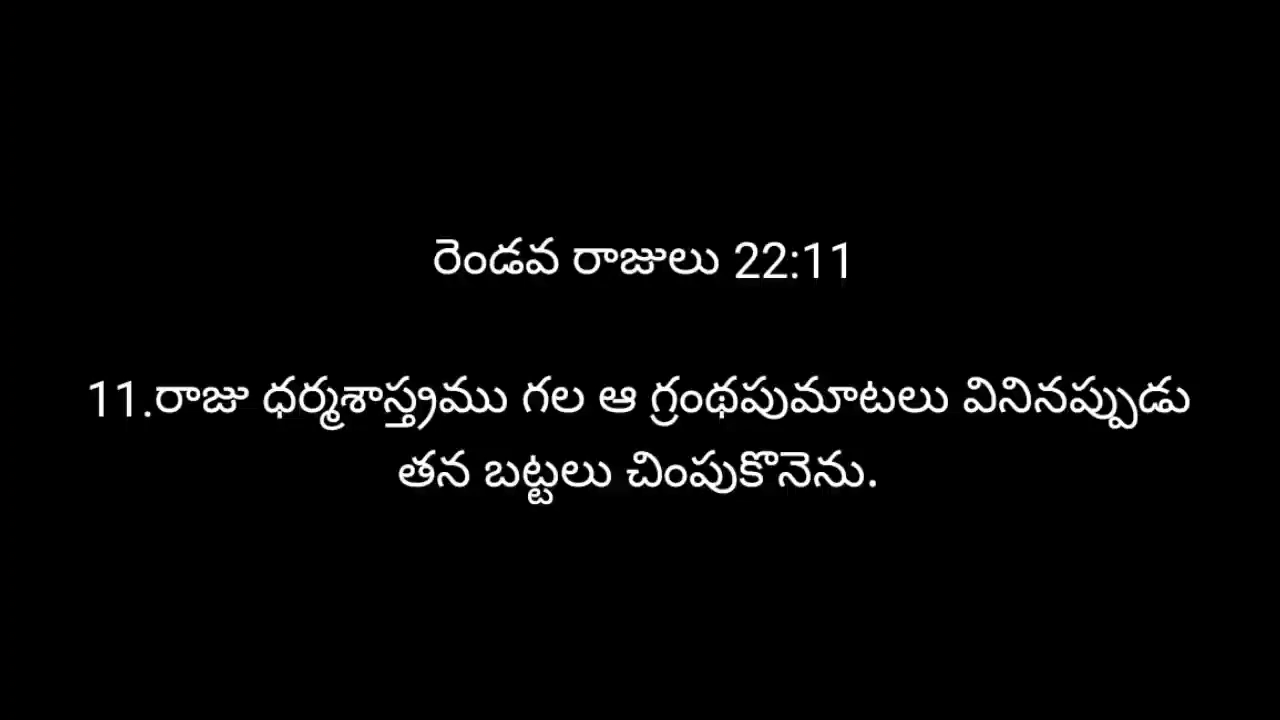 రెండవ రాజులు 22:11
11.రాజు ధర్మశాస్త్రము గల ఆ గ్రంథపుమాటలు వినినప్పుడు
తన బట్టలు చింపుకొనెను.